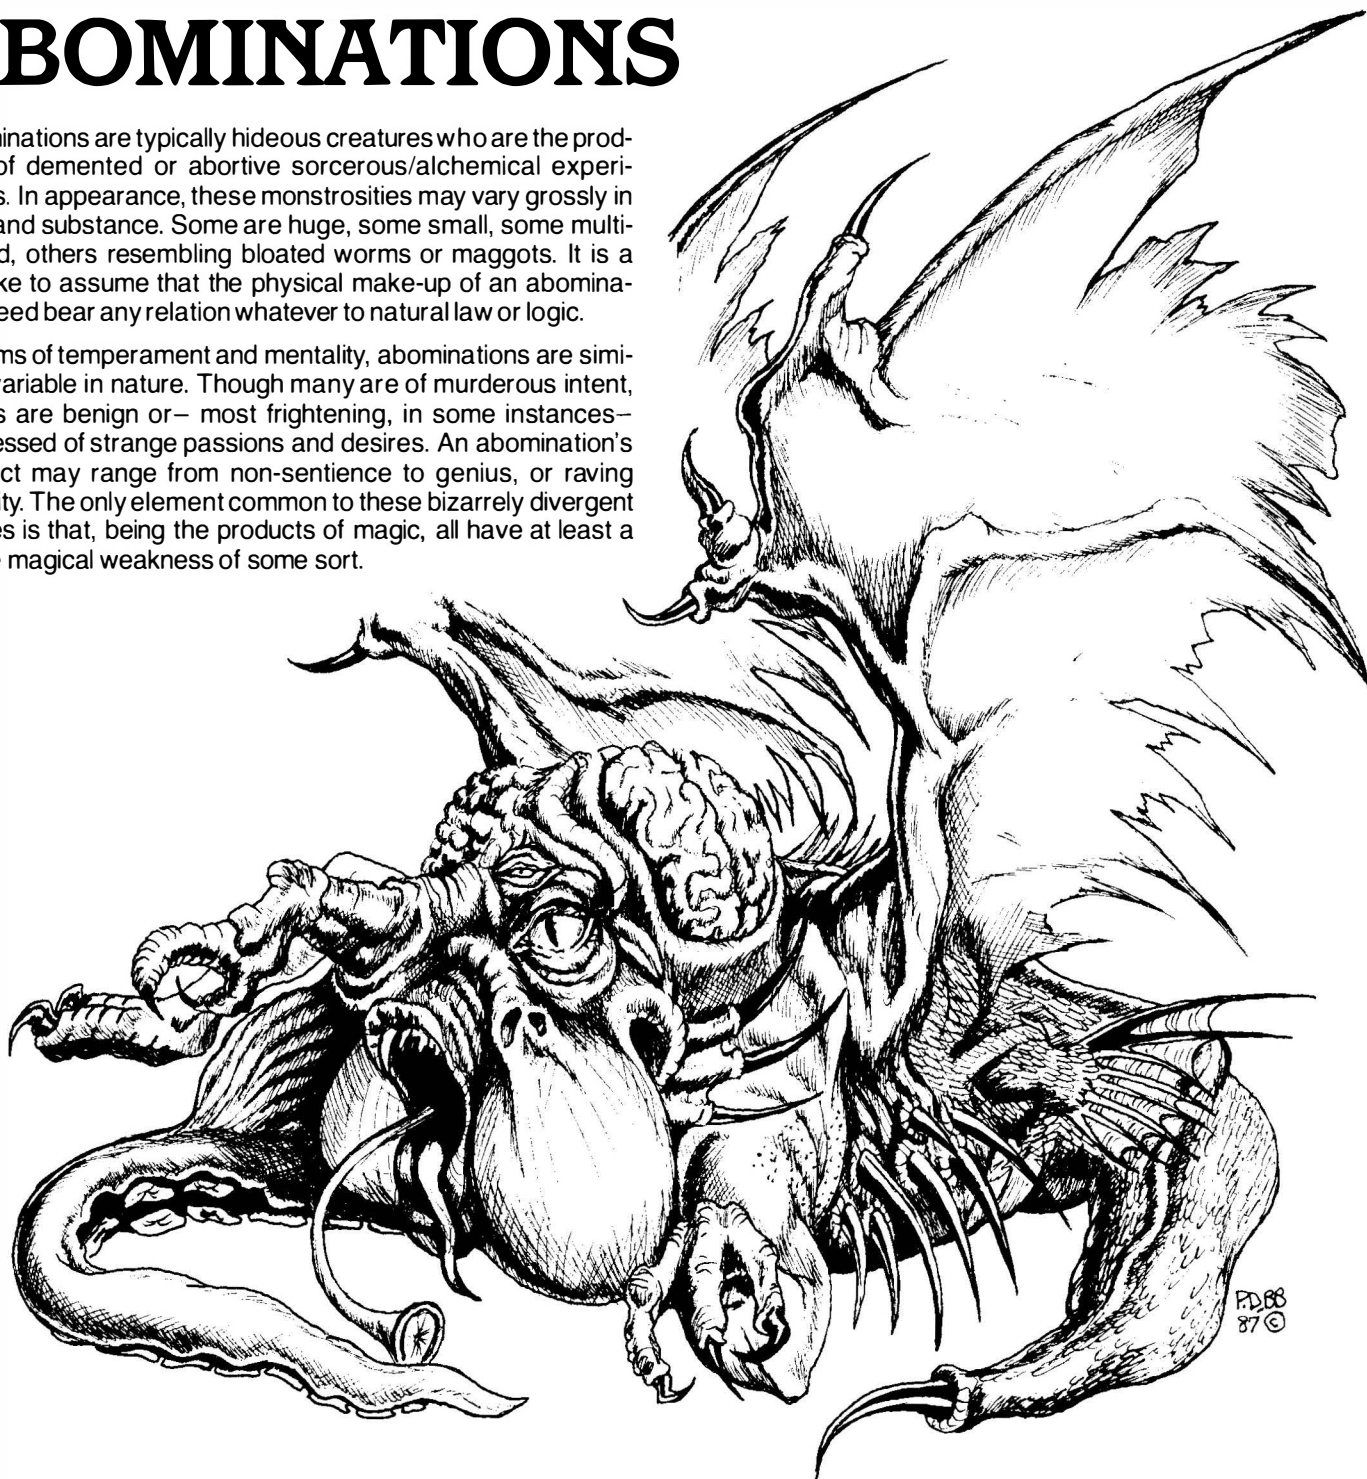 BOMINATIONS
minations are typically hideous creatures who are the prod-
of demented or abortive sorcerous/alchemical experi-
s. In appearance, these monstrosities may vary grossly in
and substance. Some are huge, some small, some multi-
d, others resembling bloated worms or maggots. It is a
ke to assume that the physical make-up of an abomina-
eed bear any relation whatever to natural law or logic.
ms of temperament and mentality, abominations are simi-
variable in nature. Though many are of murderous intent,
s are benign or– most frightening, in some instances–
essed of strange passions and desires. An abomination's
ct may range from non-sentience to genius, or raving
ity. The only element common to these bizarrely divergent
es is that, being the products of magic, all have at least a
e magical weakness of some sort.
P.D.BB
87 ©